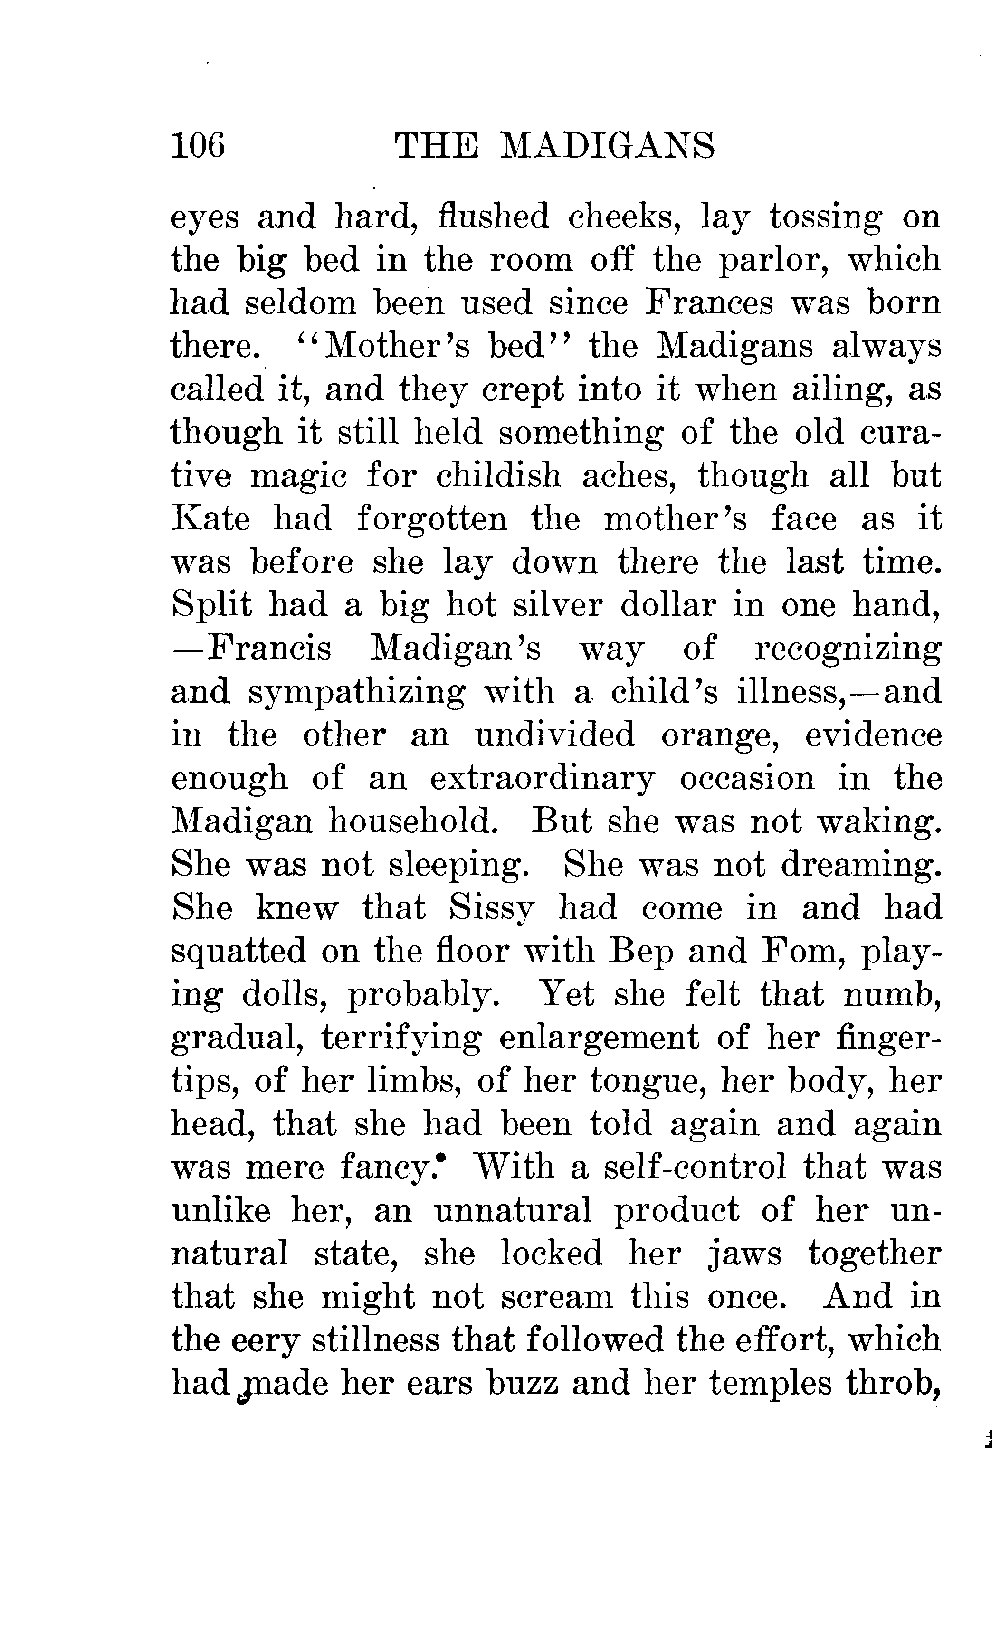 106 THE MADIGANS
eyes and hard, flushed cheeks, lay tossing on
the big bed in the room off the parlor, which
had seldom been used since Frances was born
there. "Mother's bed" the Madigans always
called it, and they crept into it when ailing, as
though it still held something of the old cura-
tive magic for childish aches, though all but
Kate had forgotten the mother's face as it
was before she lay down there the last time.
Split had a big hot silver dollar in one hand,
—Francis Madigan's way of recognizing
and sympathizing with a child's illness,—and
in the other an undivided orange, evidence
enough of an extraordinary occasion in the
Madigan household. But she was not waking.
She was not sleeping. She was not dreaming.
She knew that Sissy had come in and had
squatted on the floor with Bep and Fom, play-
ing dolls, probably. Yet she felt that numb,
gradual, terrifying enlargement of her finger-
tips, of her limbs, of her tongue, her body, her
head, that she had been told again and again
was mere fancy. With a self-control that was
unlike her, an unnatural product of her un-
natural state, she locked her jaws together
that she might not scream this once. And in
the eery stillness that followed the effort, which
had made her ears buzz and her temples throb,